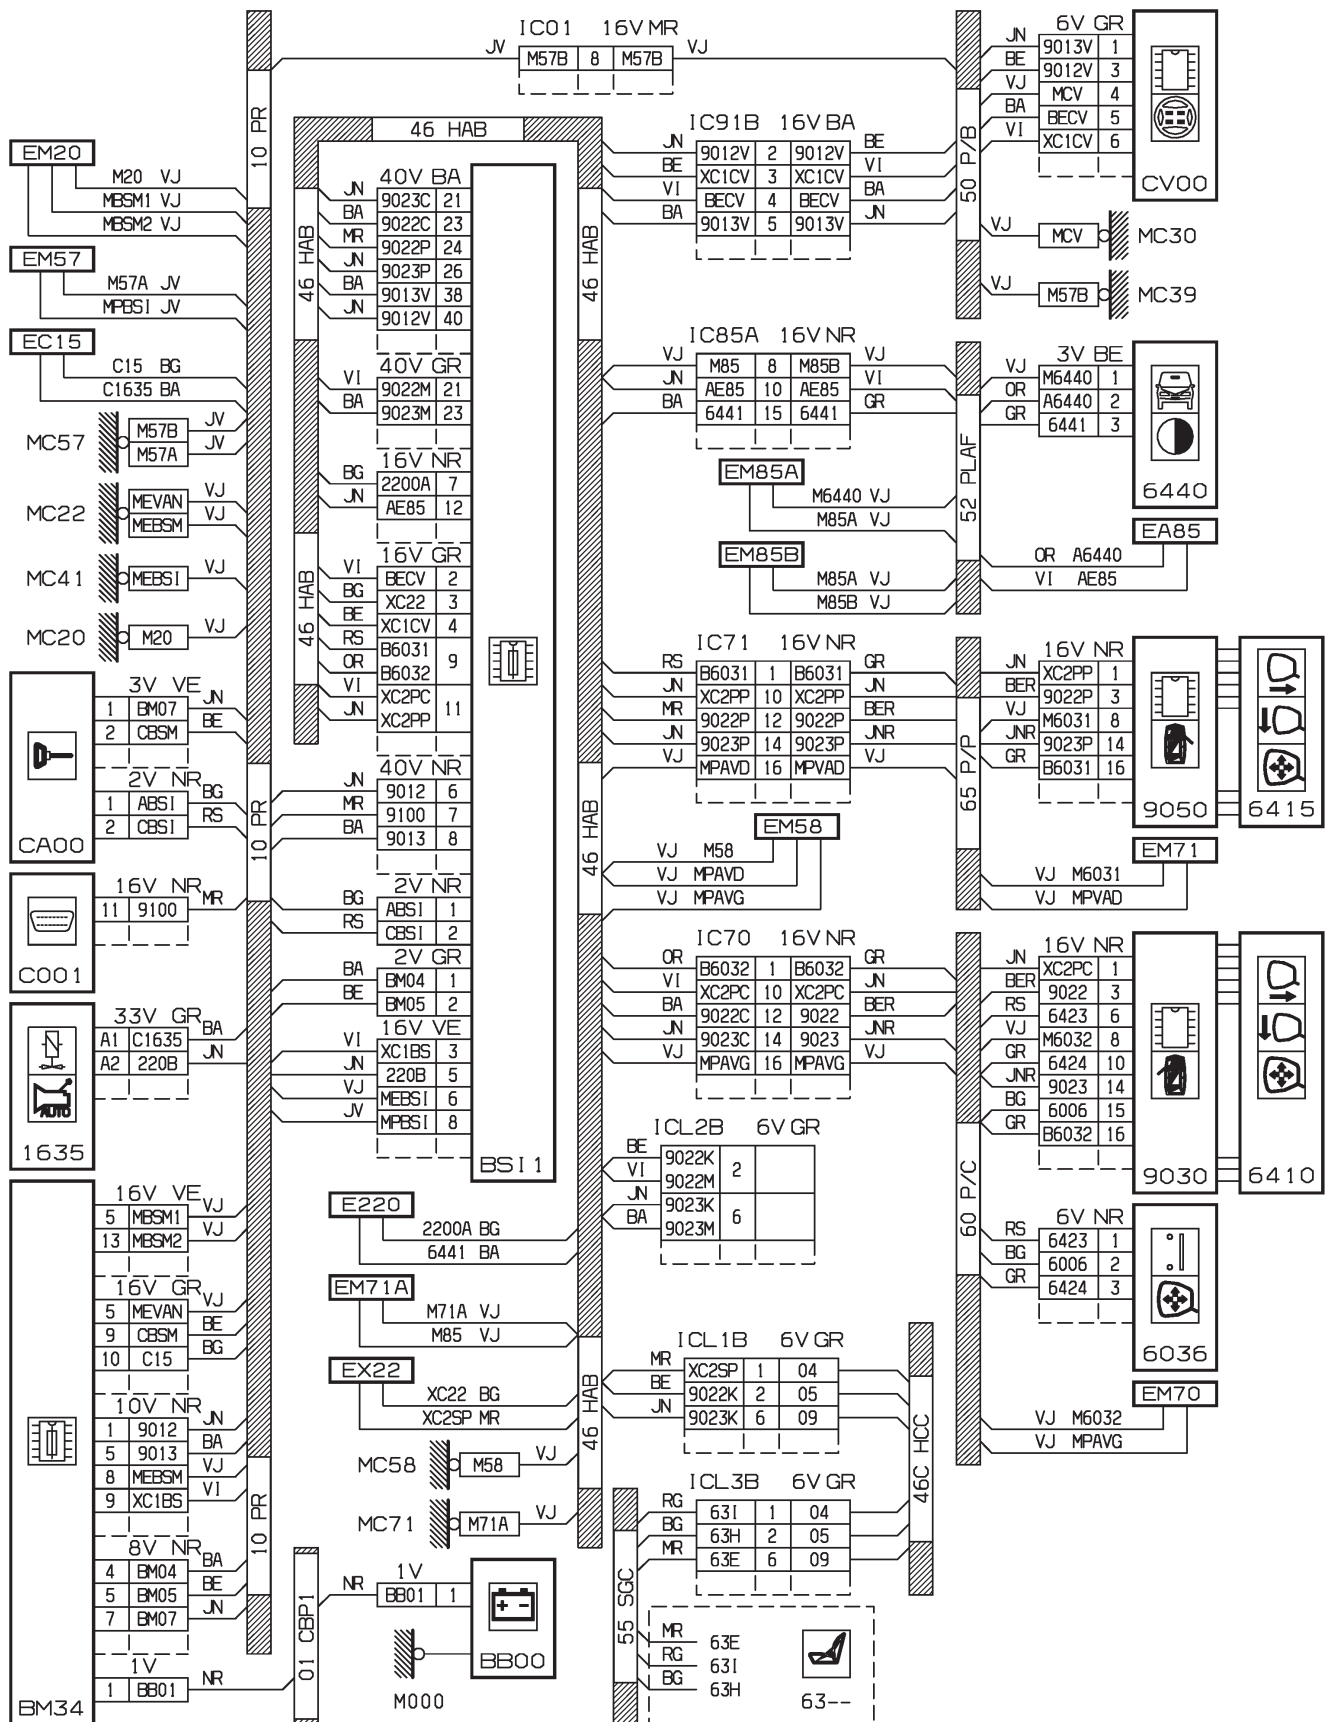 IC01 16V MR
JV M57B 8 M57B VJ
10 PR
46 HAB
EM20
M20 VJ
MBSM1 VJ
MBSM2 VJ
EM57
M57A JV
MPBSI JV
EC15
C15 BG
C1635 BA
MC57
M57B JV
M57A JV
MC22
MEVAN VJ
MEBSM VJ
MC41
MEBSI VJ
MC20
M20 VJ
3V VE
1 BM07 JN
2 CBSM BE
2V NR
1 ABSI BG
2 CBSI RS
CA00
10 PR
16V NR
11 9100 MR
C001
33V GR
A1 C1635 BA
A2 220B JN
AUTO
1635
16V VE
5 MBSM1 VJ
13 MBSM2 VJ
16V GR
5 MEVAN VJ
9 CBSM BE
10 C15 BG
10V NR
1 9012 JN
5 9013 BA
8 MEBSM VJ
9 XC1BS VI
10 PR
8V NR
4 BM04 BA
5 BM05 BE
7 BM07 JN
1V
1 BB01 NR
BM34
46 HAB
40V BA
JN 9023C 21
BA 9022C 23
MR 9022P 24
JN 9023P 26
BA 9013V 38
JN 9012V 40
40V GR
VI 9022M 21
BA 9023M 23
16V NR
BG 2200A 7
JN AE85 12
46 HAB
16V GR
VI BECV 2
BG XC22 3
BE XC1CV 4
RS B6031 9
OR B6032
VI XC2PC 11
JN XC2PP
40V NR
JN 9012 6
MR 9100 7
BA 9013 8
2V NR
BG ABSI 1
RS CBSI 2
2V GR
BA BM04 1
BE BM05 2
16V VE
VI XC1BS 3
JN 220B 5
VJ MEBSI 6
JV MPBSI 8
BSI1
E220
2200A BG
6441 BA
EM71A
M71A VJ
M85 VJ
EX22
XC22 BG
XC2SP MR
MC58
M58 VJ
MC71
M71A VJ
01 CBP1
1V
NR BB01 1
+ -
BB00
M000
46 HAB
46 HAB
46 HAB
IC91B 16V BA
JN 9012V 2 9012V BE
BE XC1CV 3 XC1CV VI
VI BECV 4 BECV BA
BA 9013V 5 9013V JN
IC85A 16V NR
VJ M85 8 M85B VJ
JN AE85 10 AE85 VI
BA 6441 15 6441 GR
EM85A
M6440 VJ
M85A VJ
EM85B
M85A VJ
M85B VJ
IC71 16V NR
RS B6031 1 B6031 GR
JN XC2PP 10 XC2PP JN
MR 9022P 12 9022P BER
JN 9023P 14 9023P JNR
VJ MPAVD 16 MPVAD VJ
EM58
VJ M58
VJ MPAVD
VJ MPAVG
IC70 16V NR
OR B6032 1 B6032 GR
VI XC2PC 10 XC2PC JN
BA 9022C 12 9022 BER
JN 9023C 14 9023 JNR
VJ MPAVG 16 MPAVG VJ
ICL2B 6V GR
BE 9022K 2
VI 9022M
JN 9023K 6
BA 9023M
ICL1B 6V GR
MR XC2SP 1 04
BE 9022K 2 05
JN 9023K 6 09
46C HCC
ICL3B 6V GR
RG 63I 1 04
BG 63H 2 05
MR 63E 6 09
55 SGC
MR 63E
RG 63I
BG 63H
63--
50 P/B
6V GR
JN 9013V 1
BE 9012V 3
VJ MCV 4
BA BECV 5
VI XC1CV 6
CV00
VJ MCV MC30
VJ M57B MC39
52 PLAF
3V BE
VJ M6440 1
OR A6440 2
GR 6441 3
6440
EA85
OR A6440
VI AE85
65 P/P
16V NR
JN XC2PP 1
BER 9022P 3
VJ M6031 8
JNR 9023P 14
GR B6031 16
9050
6415
EM71
VJ M6031
VJ MPVAD
60 P/C
16V NR
JN XC2PC 1
BER 9022 3
RS 6423 6
VJ M6032 8
GR 6424 10
JNR 9023 14
BG 6006 15
GR B6032 16
9030
6410
6V NR
RS 6423 1
BG 6006 2
GR 6424 3
6036
EM70
VJ M6032
VJ MPAVG